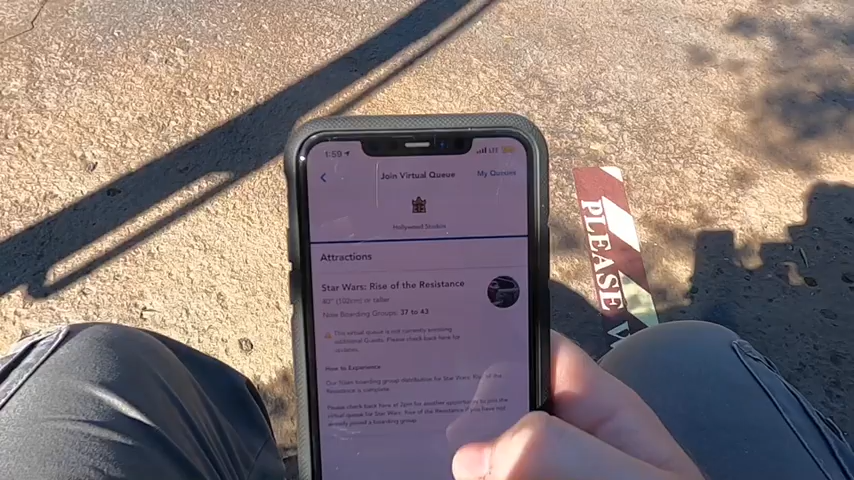 1:59
LTE
Join Virtual Queue
My Queues
Hollywood Studios
Attractions
Star Wars: Rise of the Resistance
40" (102cm) or taller
Now Boarding Groups: 37 to 43
This virtual queue is not currently
additional Guests. Please check back here for
updates.
How to Experience
Our boarding group distribution for Star Wars: Rise of the
Resistance is complete.
Please check back here at 2pm for another opportunity to join the
virtual queue for Star Wars: Rise of the Resistance if you have not
already joined a boarding group.
PLEASE